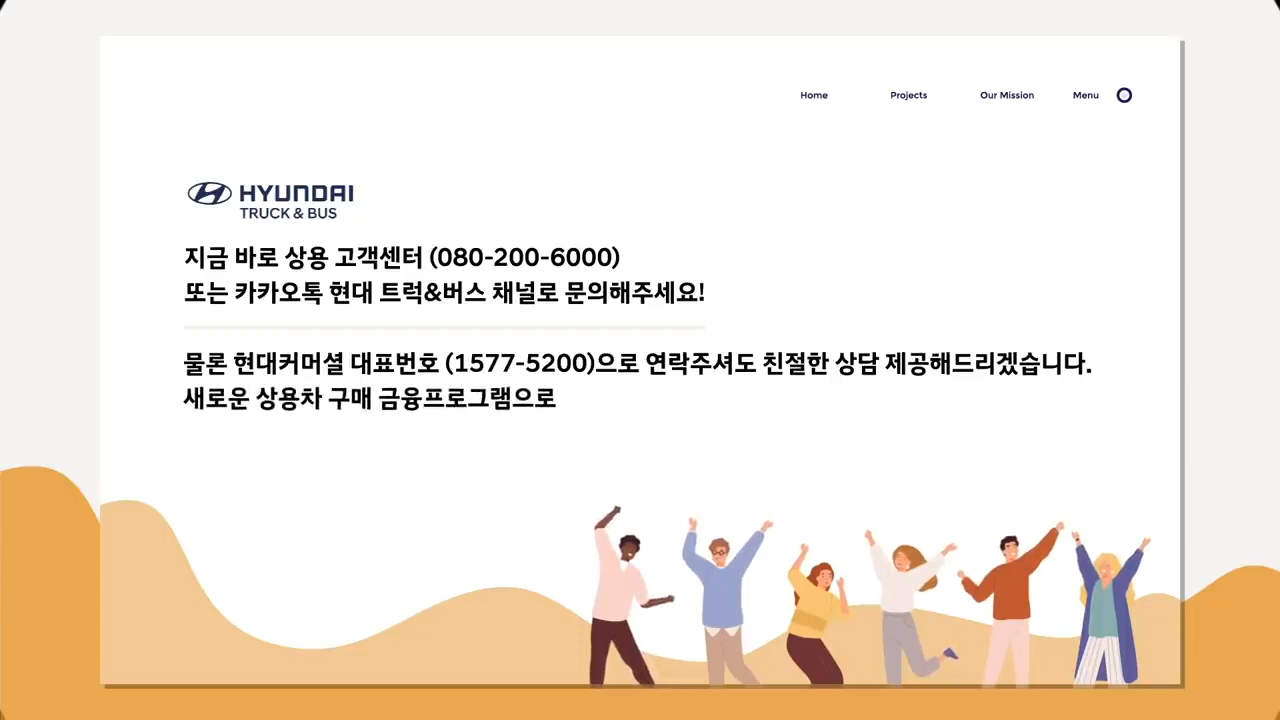 Home Projects Our Mission Menu
HYUNDAI
TRUCK & BUS
지금 바로 상용 고객센터 (080-200-6000)
또는 카카오톡 현대 트럭&버스 채널로 문의해주세요!
물론 현대커머셜 대표번호 (1577-5200)으로 연락주셔도 친절한 상담 제공해드리겠습니다.
새로운 상용차 구매 금융프로그램으로